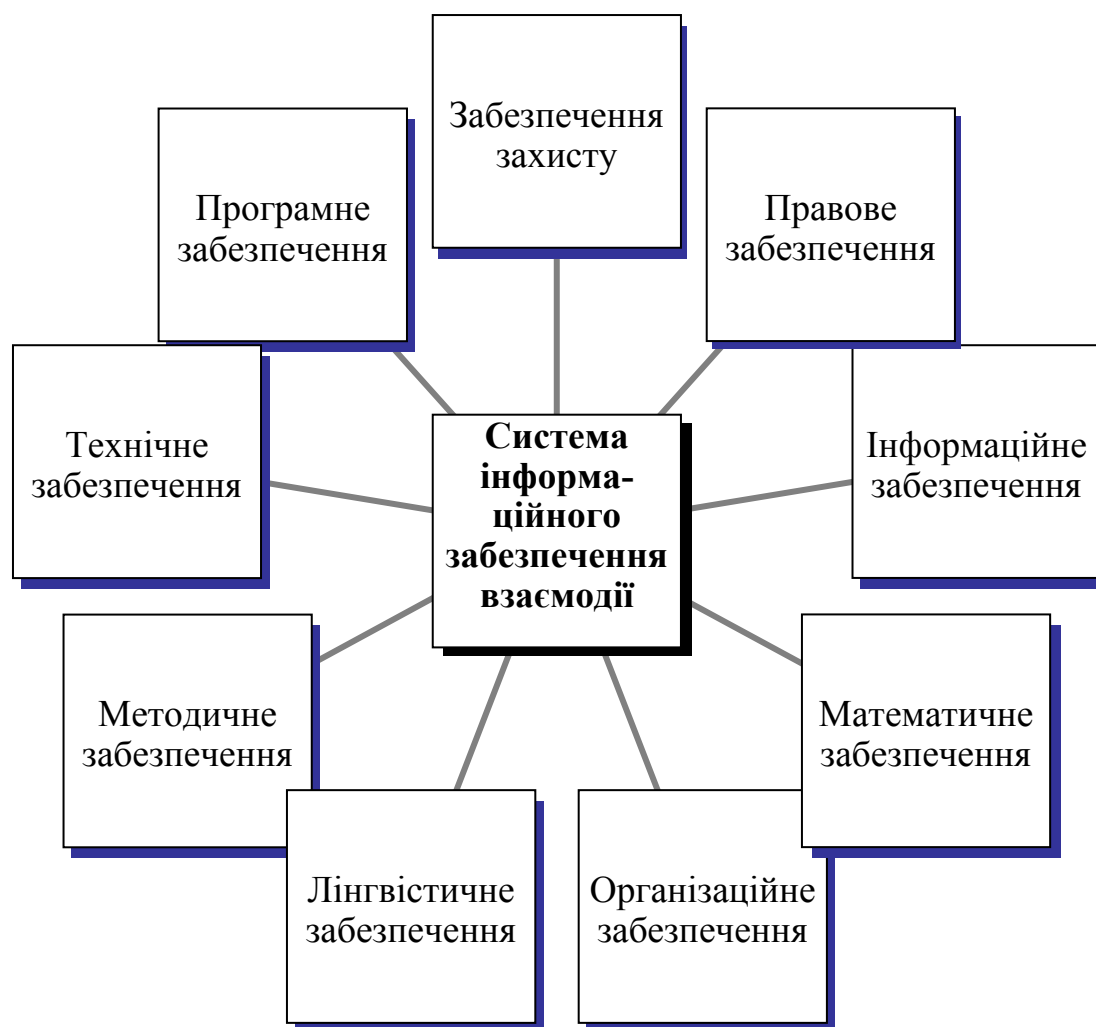 Забезпечення
захисту
Програмне
забезпечення
Правове
забезпечення
Технічне
забезпечення
Система
інформа-
ційного
забезпечення
взаємодії
Інформаційне
забезпечення
Методичне
забезпечення
Математичне
забезпечення
Лінгвістичне
забезпечення
Організаційне
забезпечення